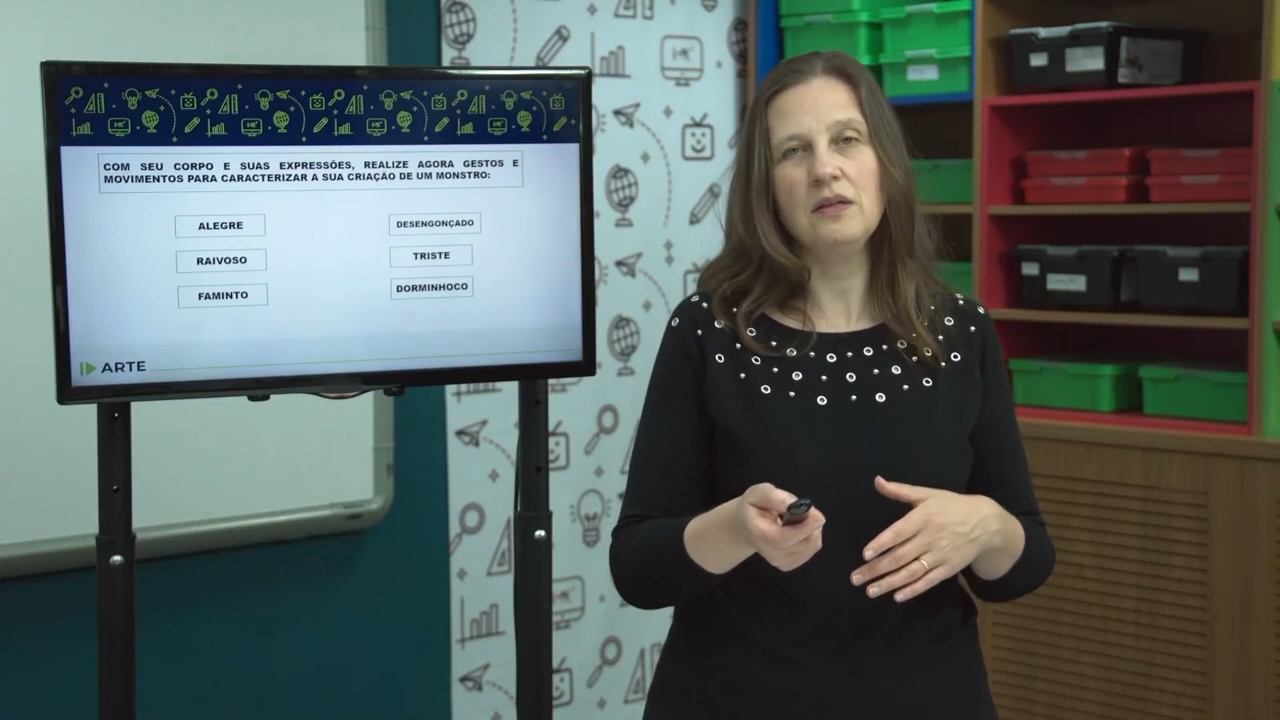 COM SEU CORPO E SUAS EXPRESSÕES, REALIZE AGORA GESTOS E
MOVIMENTOS PARA CARACTERIZAR A SUA CRIAÇÃO DE UM MONSTRO:
ALEGRE
DESENGONÇADO
RAIVOSO
TRISTE
FAMINTO
DORMINHOCO
ARTE